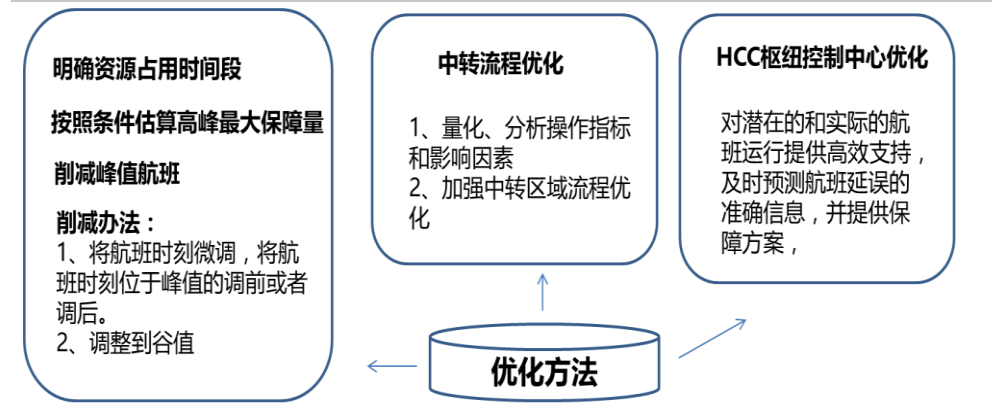 明确资源占用时间段
按照条件估算高峰最大保障量
削减峰值航班
削减办法：
1、将航班时刻微调，将航
班时刻位于峰值的调前或者
调后。
2、调整到谷值
中转流程优化
1、量化、分析操作指标
和影响因素
2、加强中转区域流程优
化
HCC枢纽控制中心优化
对潜在的和实际的航
班运行提供高效支持，
及时预测航班延误的
准确信息，并提供保
障方案，
优化方法